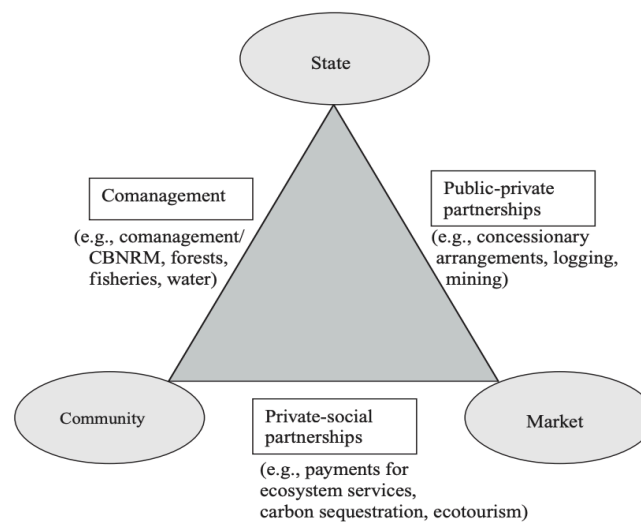 State
Comanagement
(e.g., comanagement/
CBNRM, forests,
fisheries, water)
Public-private
partnerships
(e.g., concessionary
arrangements, logging,
mining)
Community
Private-social
partnerships
(e.g., payments for
ecosystem services,
carbon sequestration, ecotourism)
Market